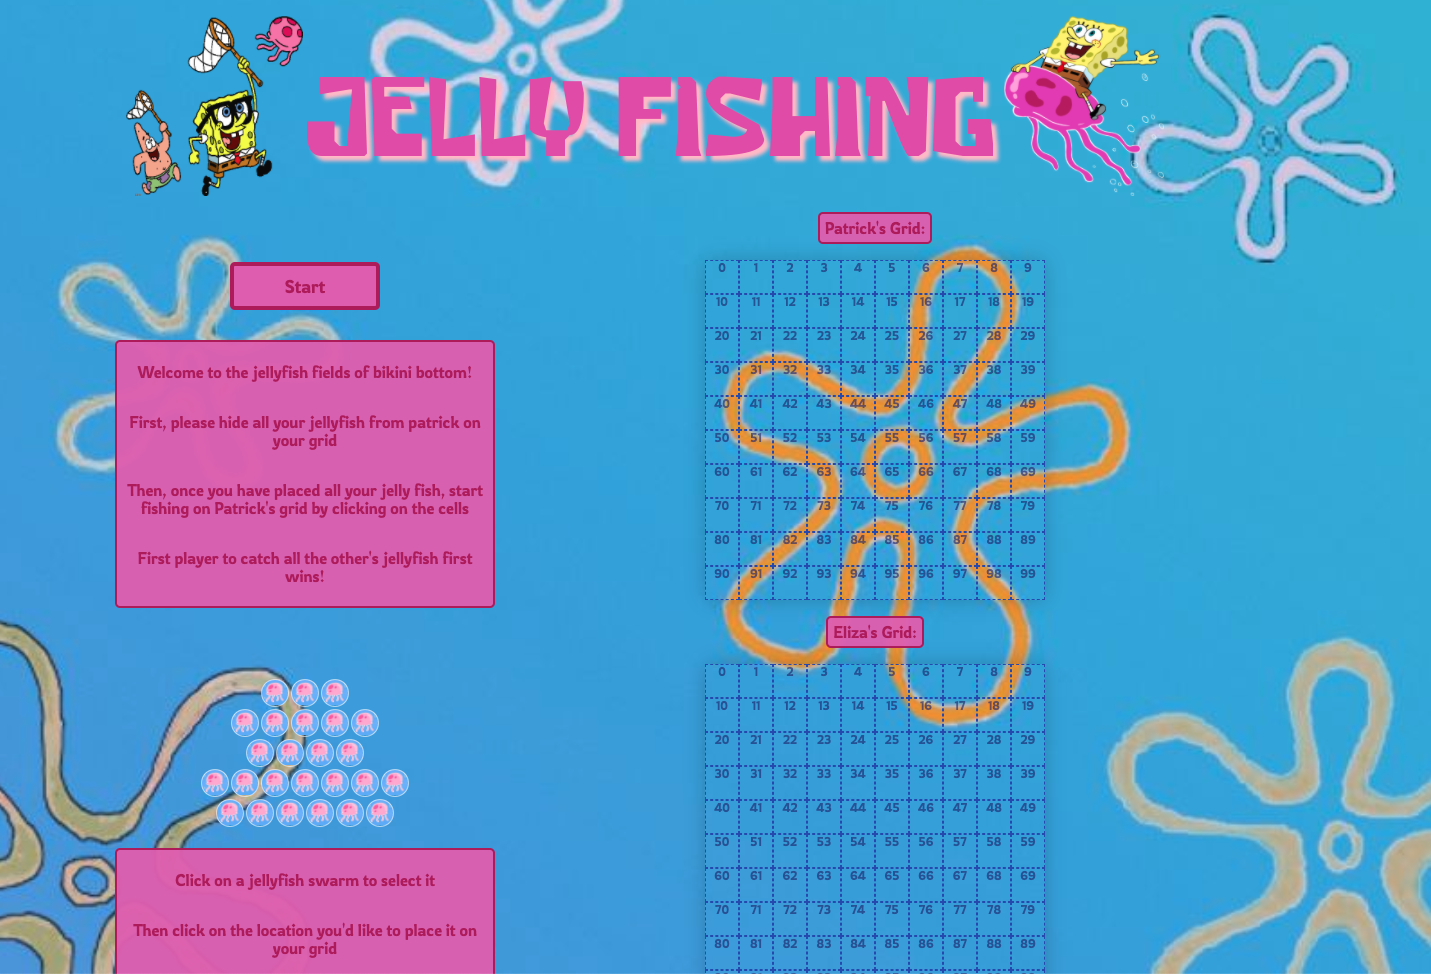 JELLY FISHING
Patrick's Grid:
Start
Welcome to the jellyfish fields of bikini bottom!
First, please hide all your jellyfish from patrick on
your grid
Then, once you have placed all your jelly fish, start
fishing on Patrick's grid by clicking on the cells
First player to catch all the other's jellyfish first
wins!
0 1 2 3 4 5 6 7 8 9
10 11 12 13 14 15 16 17 18 19
20 21 22 23 24 25 26 27 28 29
30 31 32 33 34 35 36 37 38 39
40 41 42 43 44 45 46 47 48 49
50 51 52 53 54 55 56 57 58 59
60 61 62 63 64 65 66 67 68 69
70 71 72 73 74 75 76 77 78 79
80 81 82 83 84 85 86 87 88 89
90 91 92 93 94 95 96 97 98 99
Eliza's Grid:
0 1 2 3 4 5 6 7 8 9
10 11 12 13 14 15 16 17 18 19
20 21 22 23 24 25 26 27 28 29
30 31 32 33 34 35 36 37 38 39
40 41 42 43 44 45 46 47 48 49
50 51 52 53 54 55 56 57 58 59
60 61 62 63 64 65 66 67 68 69
70 71 72 73 74 75 76 77 78 79
80 81 82 83 84 85 86 87 88 89
Click on a jellyfish swarm to select it
Then click on the location you'd like to place it on
your grid